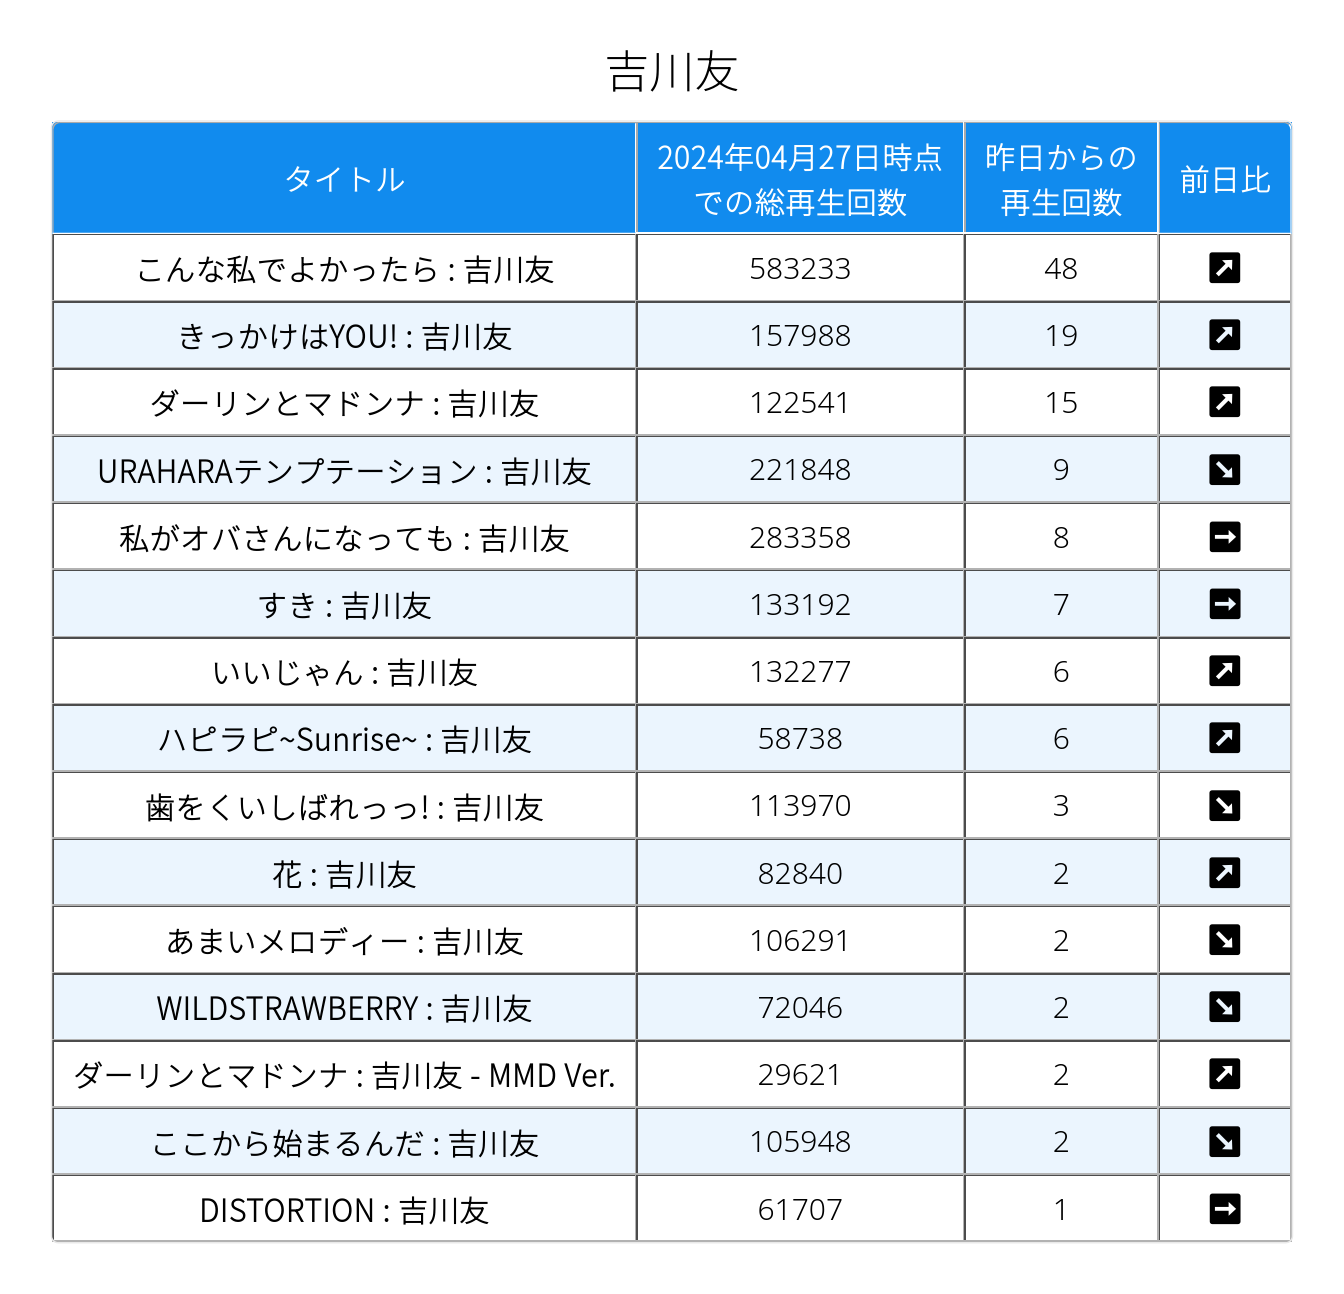 吉川友
タイトル 2024年04月27日時点での総再生回数 昨日からの再生回数 前日比
こんな私でよかったら : 吉川友 583233 48 ↗
きっかけはYOU! : 吉川友 157988 19 ↗
ダーリンとマドンナ : 吉川友 122541 15 ↗
URAHARAテンプテーション : 吉川友 221848 9 ↘
私がオバさんになっても : 吉川友 283358 8 →
すき : 吉川友 133192 7 →
いいじゃん : 吉川友 132277 6 ↗
ハピラピ~Sunrise~ : 吉川友 58738 6 ↗
歯をくいしばれっっ! : 吉川友 113970 3 ↘
花 : 吉川友 82840 2 ↗
あまいメロディー : 吉川友 106291 2 ↘
WILDSTRAWBERRY : 吉川友 72046 2 ↘
ダーリンとマドンナ : 吉川友 - MMD Ver. 29621 2 ↗
ここから始まるんだ : 吉川友 105948 2 ↘
DISTORTION : 吉川友 61707 1 →